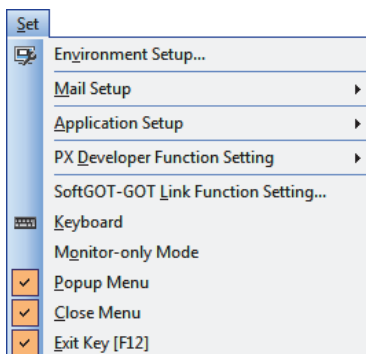 Set
Environment Setup...
Mail Setup
Application Setup
PX Developer Function Setting
SoftGOT-GOT Link Function Setting...
Keyboard
Monitor-only Mode
Popup Menu
Close Menu
Exit Key [F12]